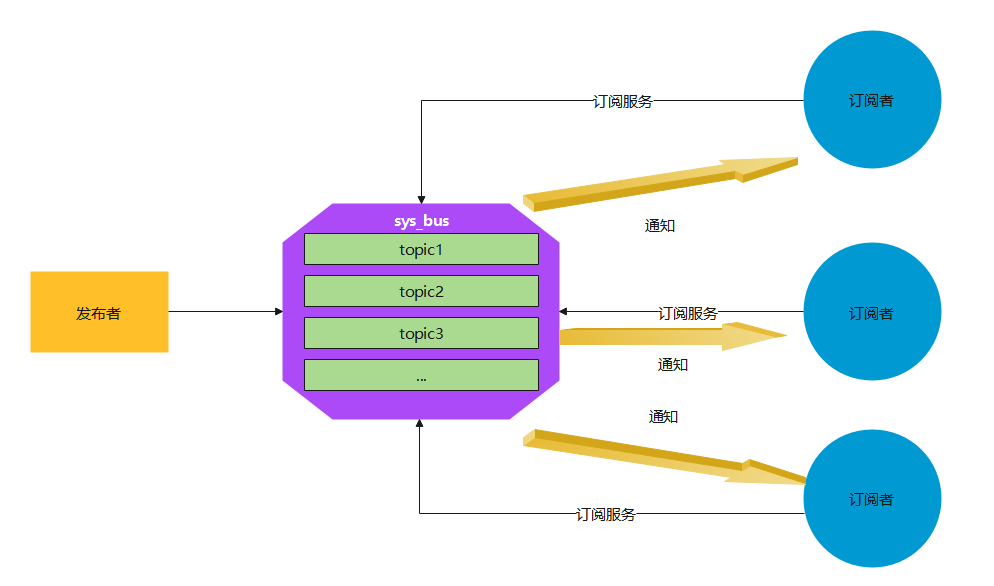 订阅服务
订阅者
通知
sys_bus
topic1
topic2
topic3
...
发布者
订阅服务
订阅者
通知
通知
订阅服务
订阅者